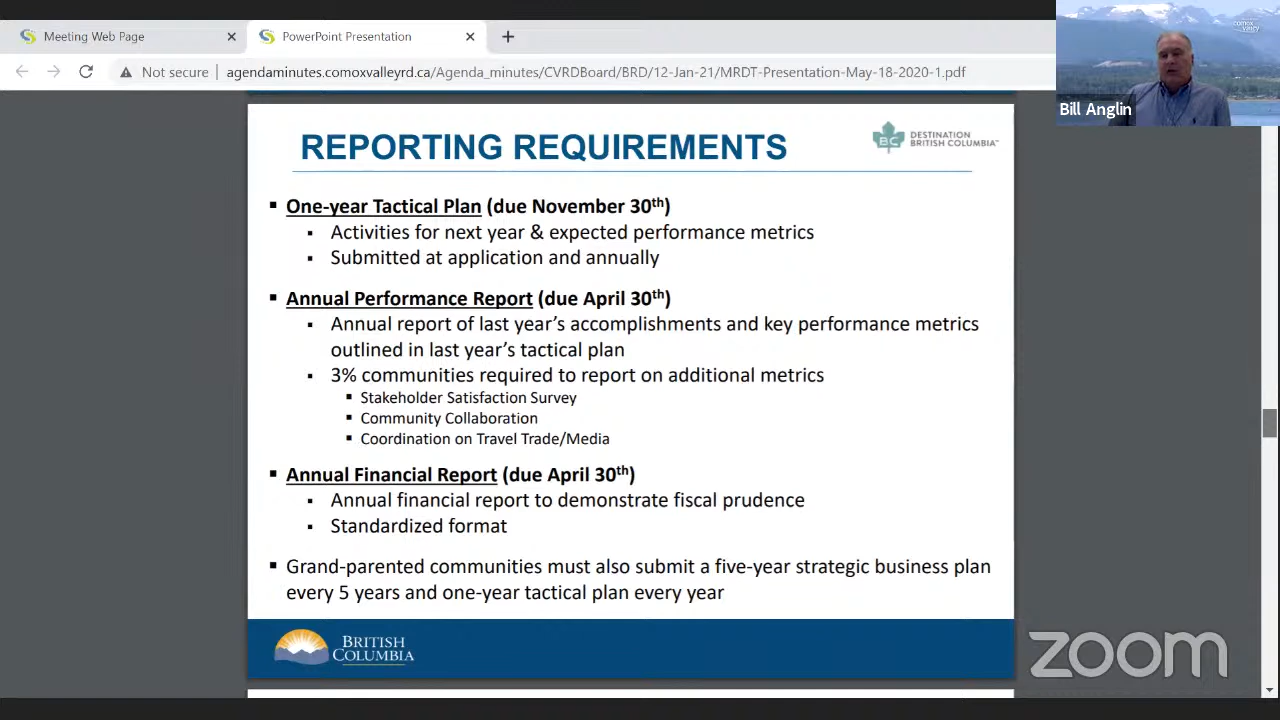 Meeting Web Page
PowerPoint Presentation
Not secure
agendaminutes.comoxvalleyrd.ca/Agenda_minutes/CVRDBoard/BRD/12-Jan-21/MRDT-Presentation-May-18-2020-1.pdf
comox valley
Bill Anglin
REPORTING REQUIREMENTS
BC
DESTINATION
BRITISH COLUMBIA™
▪ One-year Tactical Plan (due November 30th)
▪ Activities for next year & expected performance metrics
▪ Submitted at application and annually
▪ Annual Performance Report (due April 30th)
▪ Annual report of last year’s accomplishments and key performance metrics
outlined in last year’s tactical plan
▪ 3% communities required to report on additional metrics
▪ Stakeholder Satisfaction Survey
▪ Community Collaboration
▪ Coordination on Travel Trade/Media
▪ Annual Financial Report (due April 30th)
▪ Annual financial report to demonstrate fiscal prudence
▪ Standardized format
▪ Grand-parented communities must also submit a five-year strategic business plan
every 5 years and one-year tactical plan every year
BRITISH
COLUMBIA
zoom